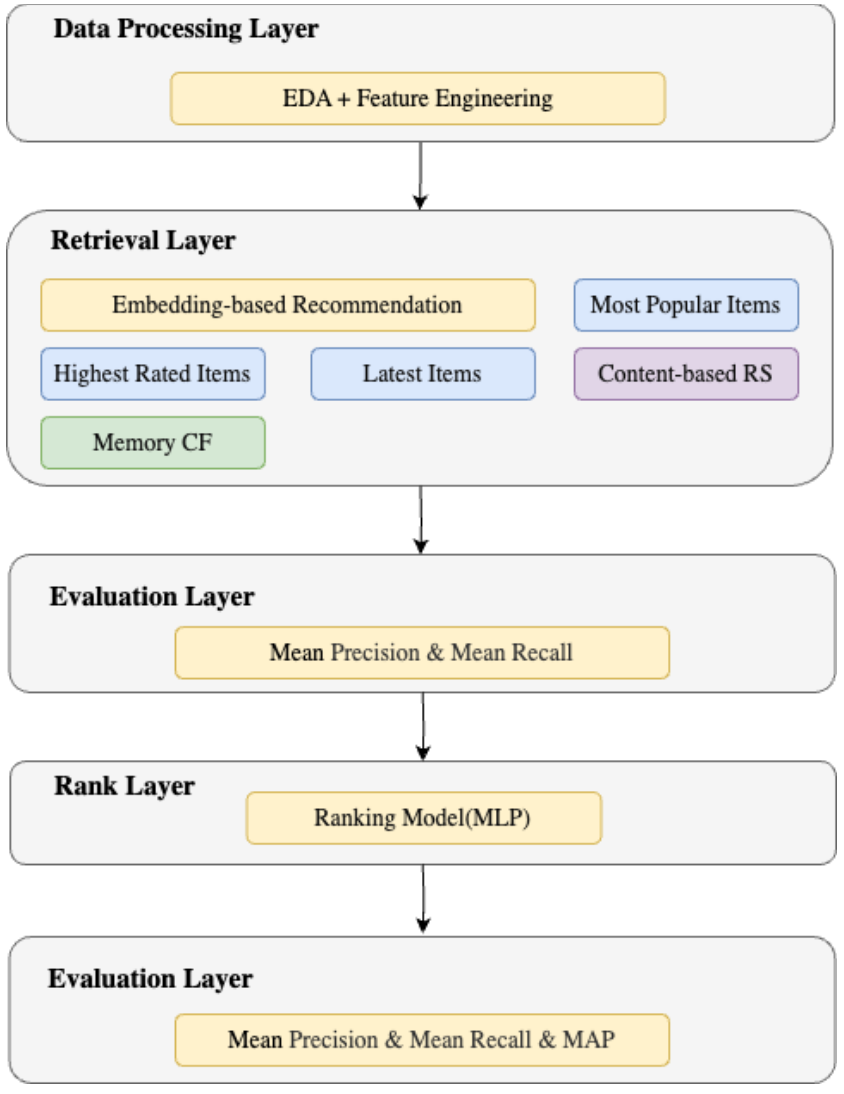 Data Processing Layer
EDA + Feature Engineering
Retrieval Layer
Embedding-based Recommendation
Most Popular Items
Highest Rated Items
Latest Items
Content-based RS
Memory CF
Evaluation Layer
Mean Precision & Mean Recall
Rank Layer
Ranking Model(MLP)
Evaluation Layer
Mean Precision & Mean Recall & MAP